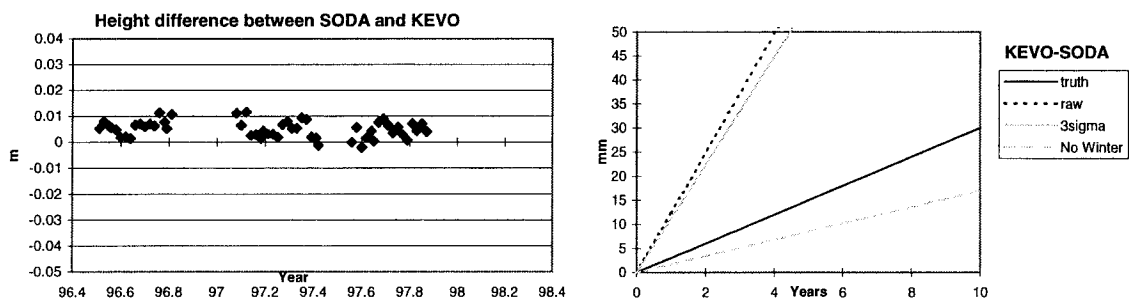 Height difference between SODA and KEVO
0.04
0.03
0.02
0.01
0
-0.01
-0.02
-0.03
-0.04
-0.05
m
96.4 96.6 96.8 97 97.2 97.4 97.6 97.8 98 98.2 98.4
Year
50
45
40
35
30
25
20
15
10
5
0
mm
0 2 4 6 8 10
Years
KEVO-SODA
truth
raw
3sigma
No Winter